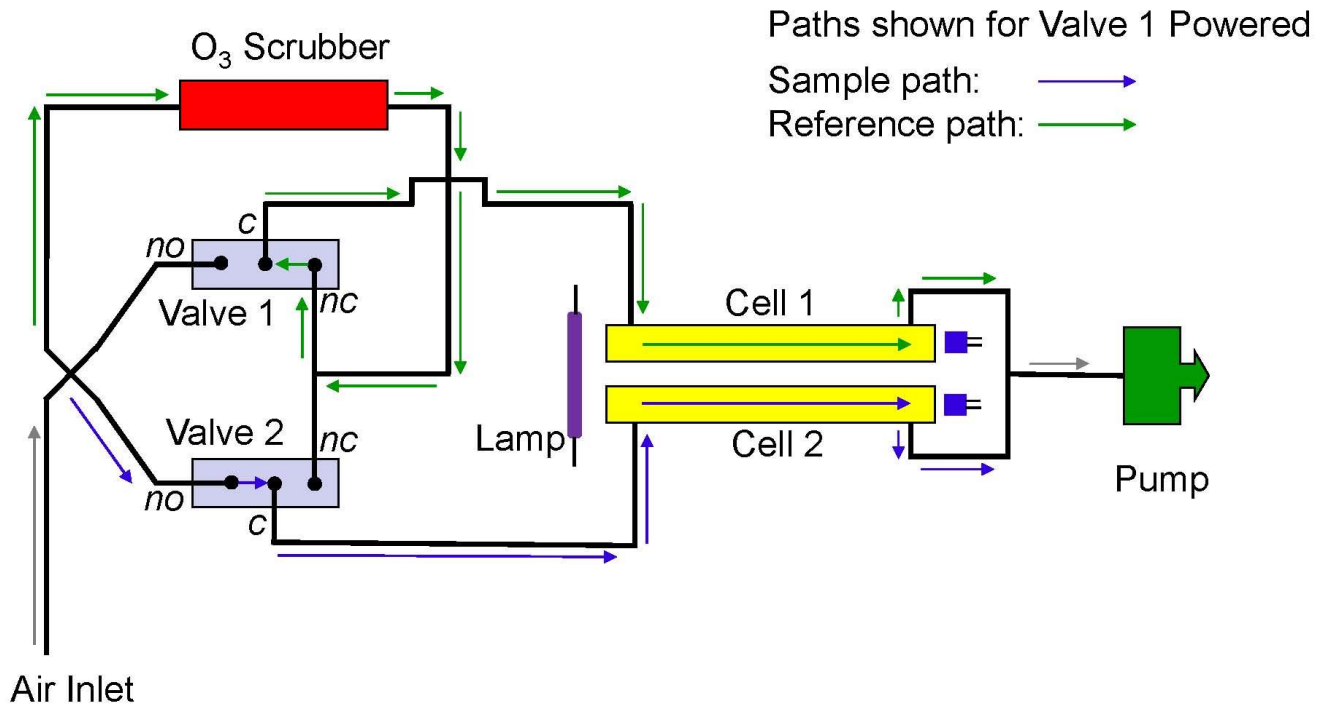 Paths shown for Valve 1 Powered
Sample path:
Reference path:
O₃ Scrubber
c
no
nc
Valve 1
Cell 1
Valve 2
nc
no
c
Lamp
Cell 2
Pump
Air Inlet